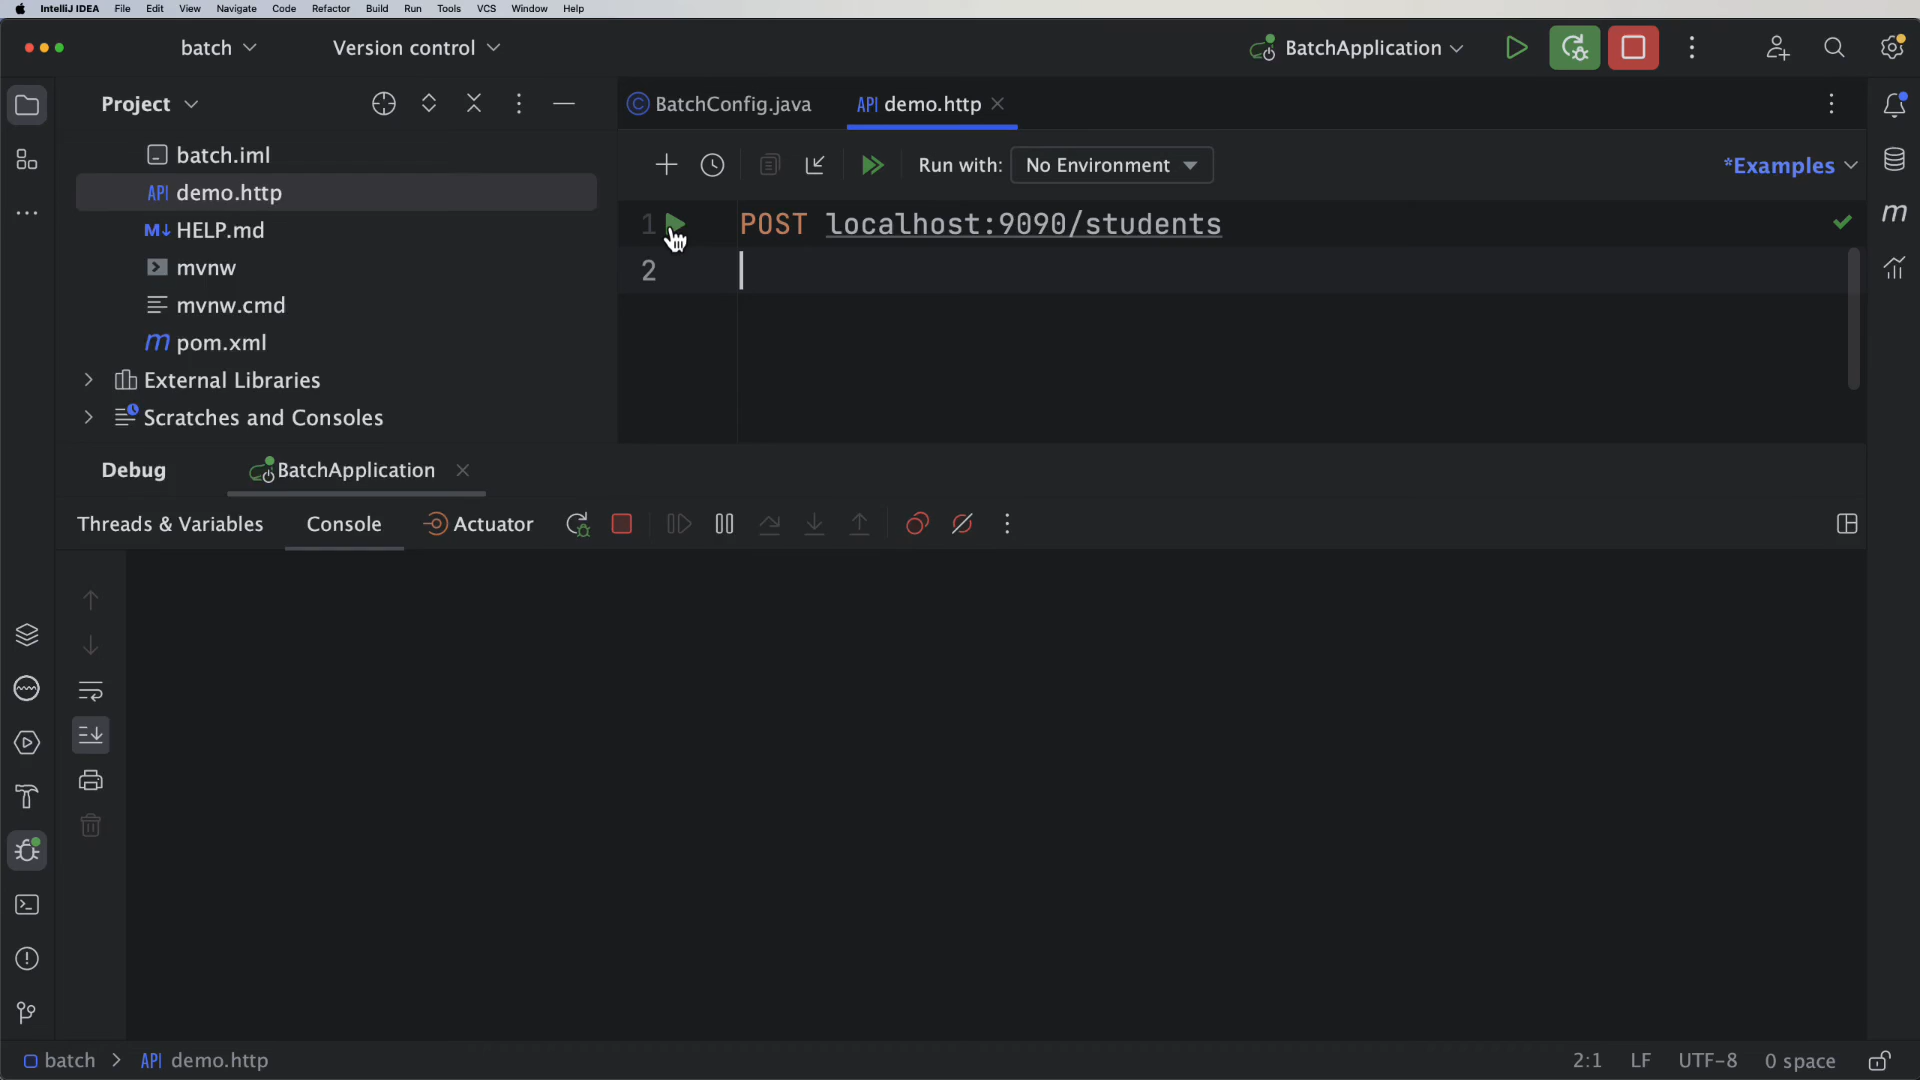 IntelliJ IDEA File Edit View Navigate Code Refactor Build Run Tools VCS Window Help
batch Version control BatchApplication
Project
BatchConfig.java API demo.http
batch.iml
API demo.http
M↓ HELP.md
mvnw
mvnw.cmd
m pom.xml
External Libraries
Scratches and Consoles
Run with: No Environment *Examples
1 POST localhost:9090/students
2
m
Debug BatchApplication
Threads & Variables Console Actuator
batch > API demo.http 2:1 LF UTF-8 0 space